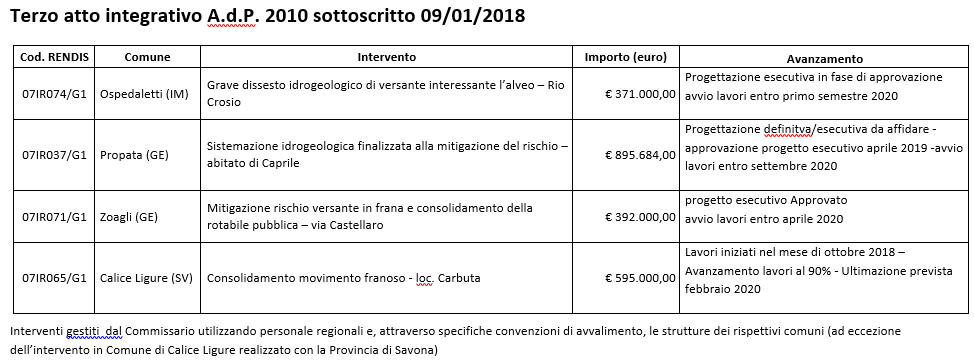 Terzo atto integrativo A.d.P. 2010 sottoscritto 09/01/2018
Cod. RENDIS Comune Intervento Importo (euro) Avanzamento
07IR074/G1 Ospedaletti (IM) Grave dissesto idrogeologico di versante interessante l'alveo – Rio
Crosio € 371.000,00 Progettazione esecutiva in fase di approvazione
avvio lavori entro primo semestre 2020
07IR037/G1 Propata (GE) Sistemazione idrogeologica finalizzata alla mitigazione del rischio –
abitato di Caprile € 895.684,00 Progettazione definitva/esecutiva da affidare -
approvazione progetto esecutivo aprile 2019 -avvio
lavori entro settembre 2020
07IR071/G1 Zoagli (GE) Mitigazione rischio versante in frana e consolidamento della
rotabile pubblica – via Castellaro € 392.000,00 progetto esecutivo Approvato
avvio lavori entro aprile 2020
07IR065/G1 Calice Ligure (SV) Consolidamento movimento franoso - loc. Carbuta € 595.000,00 Lavori iniziati nel mese di ottobre 2018 –
Avanzamento lavori al 90% - Ultimazione prevista
febbraio 2020
Interventi gestiti dal Commissario utilizzando personale regionali e, attraverso specifiche convenzioni di avvalimento, le strutture dei rispettivi comuni (ad eccezione
dell'intervento in Comune di Calice Ligure realizzato con la Provincia di Savona)